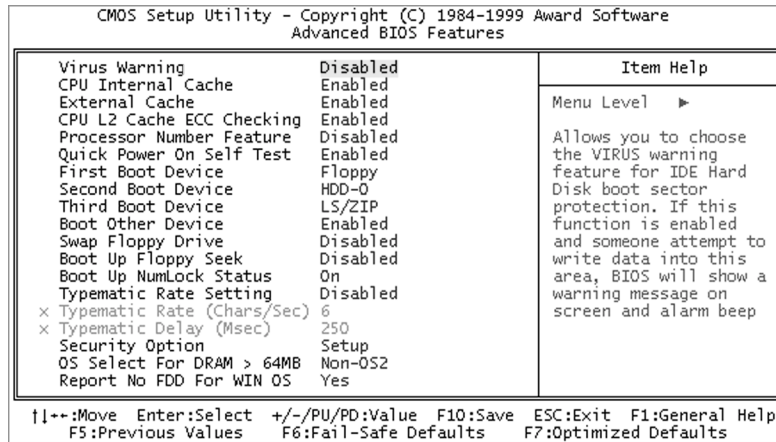 CMOS Setup Utility - Copyright (C) 1984-1999 Award Software
Advanced BIOS Features
Virus Warning Disabled
CPU Internal Cache Enabled
External Cache Enabled
CPU L2 Cache ECC Checking Enabled
Processor Number Feature Disabled
Quick Power On Self Test Enabled
First Boot Device Floppy
Second Boot Device HDD-0
Third Boot Device LS/ZIP
Boot Other Device Enabled
Swap Floppy Drive Disabled
Boot Up Floppy Seek Disabled
Boot Up NumLock Status On
Typematic Rate Setting Disabled
x Typematic Rate (Chars/Sec) 6
x Typematic Delay (Msec) 250
Security Option Setup
OS Select For DRAM > 64MB Non-OS2
Report No FDD For WIN OS Yes
Item Help
Menu Level ►
Allows you to choose
the VIRUS warning
feature for IDE Hard
Disk boot sector
protection. If this
function is enabled
and someone attempt to
write data into this
area, BIOS will show a
warning message on
screen and alarm beep
↑↓←→:Move Enter:Select +/-/PU/PD:Value F10:Save ESC:Exit F1:General Help
F5:Previous Values F6:Fail-Safe Defaults F7:Optimized Defaults